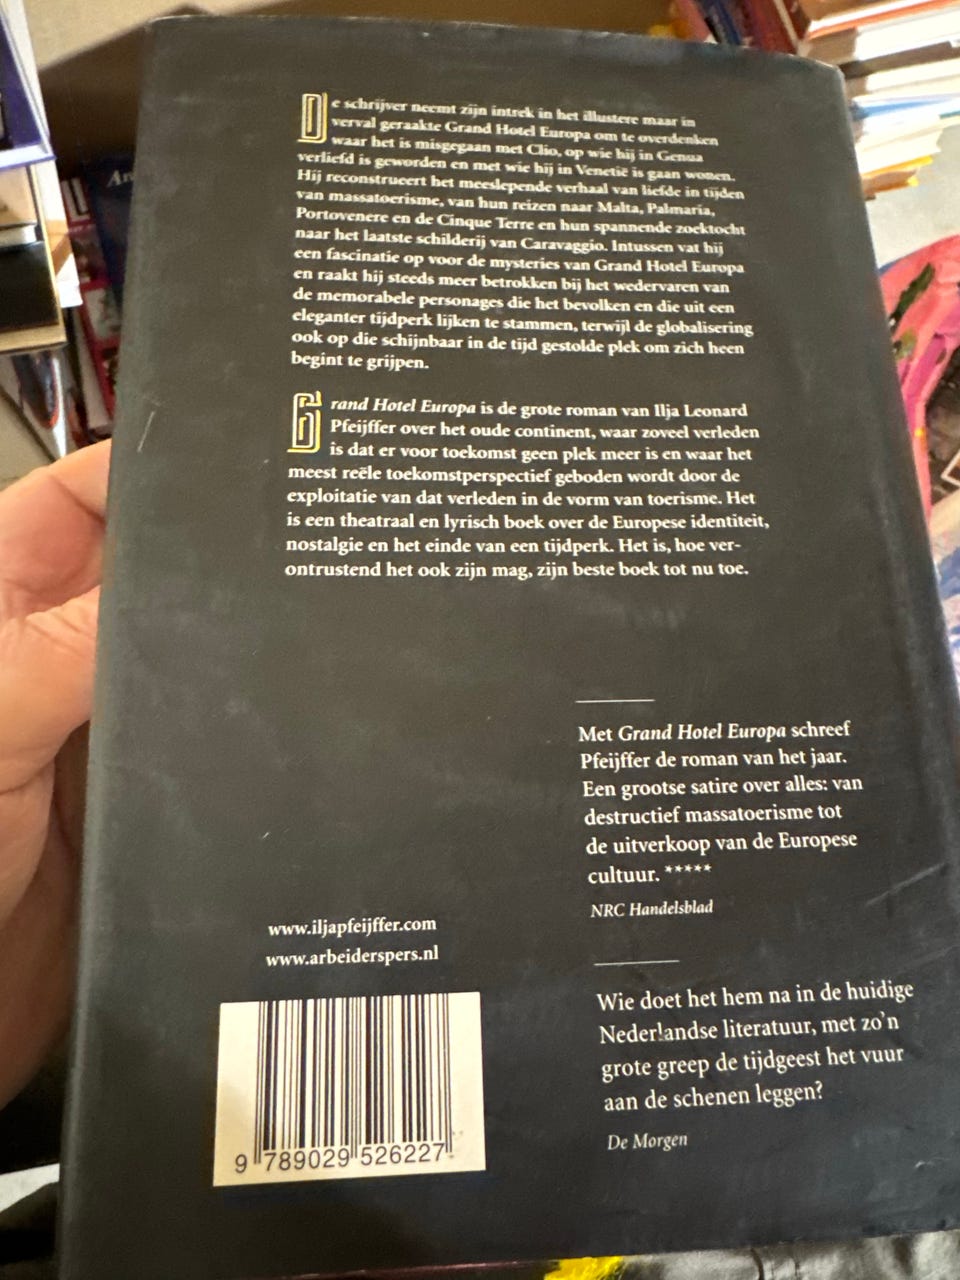 De schrijver neemt zijn intrek in het illustere maar in
verval geraakte Grand Hotel Europa om te overdenken
waar het is misgegaan met Clio, op wie hij in Genua
verliefd is geworden en met wie hij in Venetië is gaan wonen.
Hij reconstrueert het meeslepende verhaal van liefde in tijden
van massatoerisme, van hun reizen naar Malta, Palmaria,
Portovenere en de Cinque Terre en hun spannende zoektocht
naar het laatste schilderij van Caravaggio. Intussen vat hij
een fascinatie op voor de mysteries van Grand Hotel Europa
en raakt hij steeds meer betrokken bij het wedervaren van
de memorabele personages die het bevolken en die uit een
eleganter tijdperk lijken te stammen, terwijl de globalisering
ook op die schijnbaar in de tijd gestolde plek om zich heen
begint te grijpen.
Grand Hotel Europa is de grote roman van Ilja Leonard
Pfeijffer over het oude continent, waar zoveel verleden
is dat er voor toekomst geen plek meer is en waar het
meest reële toekomstperspectief geboden wordt door de
exploitatie van dat verleden in de vorm van toerisme. Het
is een theatraal en lyrisch boek over de Europese identiteit,
nostalgie en het einde van een tijdperk. Het is, hoe ver-
ontrustend het ook zijn mag, zijn beste boek tot nu toe.
Met Grand Hotel Europa schreef
Pfeijffer de roman van het jaar.
Een grootse satire over alles: van
destructief massatoerisme tot
de uitverkoop van de Europese
cultuur. *****
NRC Handelsblad
Wie doet het hem na in de huidige
Nederlandse literatuur, met zo'n
grote greep de tijdgeest het vuur
aan de schenen leggen?
De Morgen
www.iljapfeijffer.com
www.arbeiderspers.nl
9 789029 526227